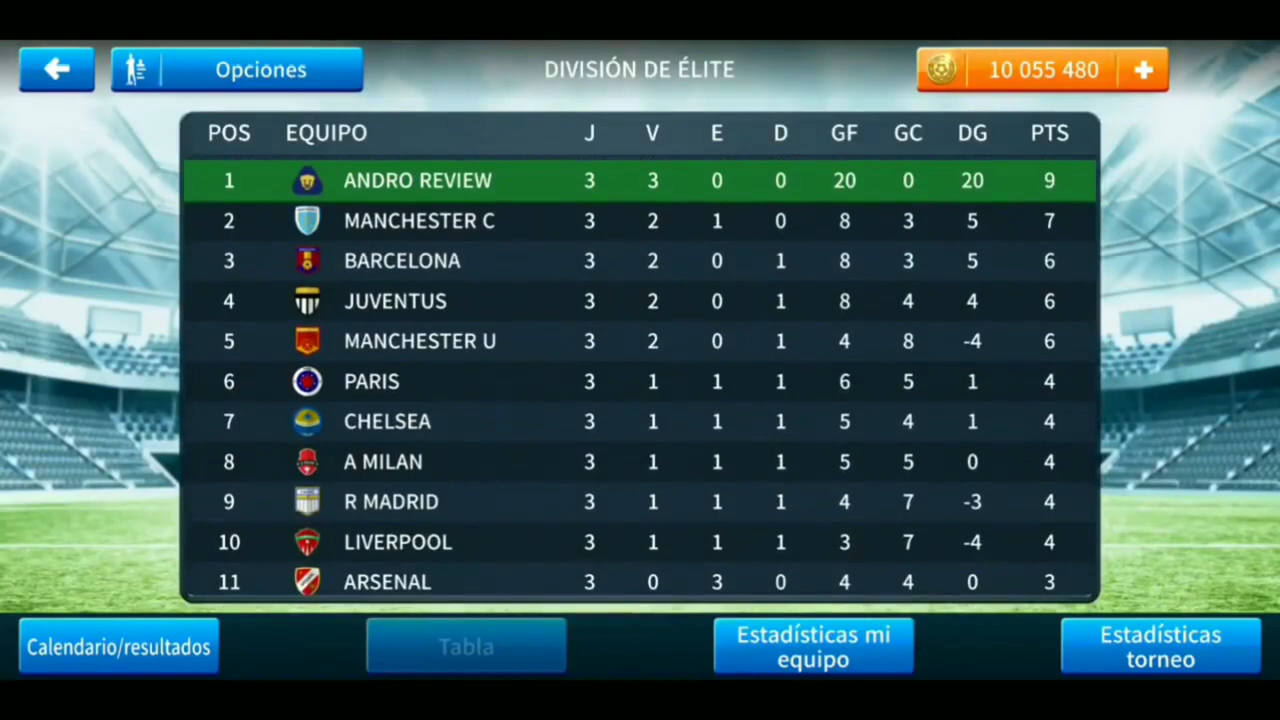 Opciones
DIVISIÓN DE ÉLITE
10 055 480 +
POS EQUIPO J V E D GF GC DG PTS
1 ANDRO REVIEW 3 3 0 0 20 0 20 9
2 MANCHESTER C 3 2 1 0 8 3 5 7
3 BARCELONA 3 2 0 1 8 3 5 6
4 JUVENTUS 3 2 0 1 8 4 4 6
5 MANCHESTER U 3 2 0 1 4 8 -4 6
6 PARIS 3 1 1 1 6 5 1 4
7 CHELSEA 3 1 1 1 5 4 1 4
8 A MILAN 3 1 1 1 5 5 0 4
9 R MADRID 3 1 1 1 4 7 -3 4
10 LIVERPOOL 3 1 1 1 3 7 -4 4
11 ARSENAL 3 0 3 0 4 4 0 3
Calendario/resultados
Tabla
Estadísticas mi
equipo
Estadísticas
torneo